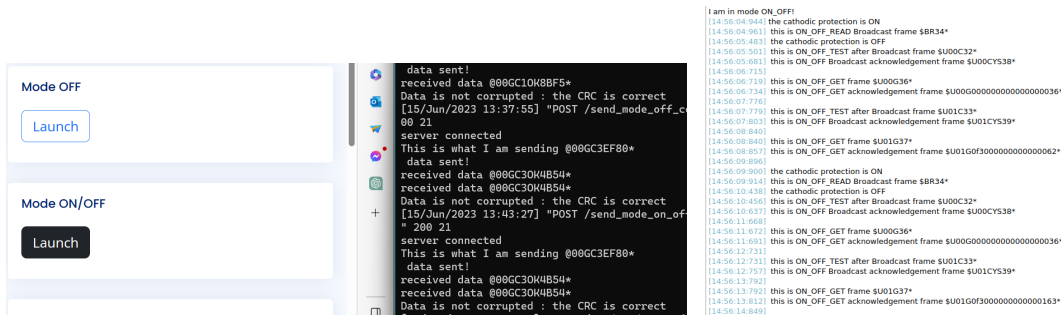 Mode OFF
Launch
Mode ON/OFF
Launch
data sent!
received data @00GC1OK8BF5*
Data is not corrupted : the CRC is correct
[15/Jun/2023 13:37:55] "POST /send_mode_off_c
00 21
server connected
This is what I am sending @00GC3EF80*
data sent!
received data @00GC3OK4B54*
received data @00GC3OK4B54*
Data is not corrupted : the CRC is correct
[15/Jun/2023 13:43:27] "POST /send_mode_on_of
" 200 21
server connected
This is what I am sending @00GC3EF80*
data sent!
received data @00GC3OK4B54*
received data @00GC3OK4B54*
Data is not corrupted : the CRC is correct
I am in mode ON_OFF!
[14:56:04:944] the cathodic protection is ON
[14:56:04:961] this is ON_OFF_READ Broadcast frame $BR34*
[14:56:05:483] the cathodic protection is OFF
[14:56:05:501] this is ON_OFF_TEST after Broadcast frame $U00C32*
[14:56:05:681] this is ON_OFF Broadcast acknowledgement frame $U00CYS38*
[14:56:06:715]
[14:56:06:719] this is ON_OFF_GET frame $U00G36*
[14:56:06:734] this is ON_OFF_GET acknowledgement frame $U00G0000000000000000036*
[14:56:07:776]
[14:56:07:779] this is ON_OFF_TEST after Broadcast frame $U01C33*
[14:56:07:803] this is ON_OFF Broadcast acknowledgement frame $U01CYS39*
[14:56:08:840]
[14:56:08:840] this is ON_OFF_GET frame $U01G37*
[14:56:08:857] this is ON_OFF_GET acknowledgement frame $U01G0f3000000000000062*
[14:56:09:896]
[14:56:09:900] the cathodic protection is ON
[14:56:09:914] this is ON_OFF_READ Broadcast frame $BR34*
[14:56:10:438] the cathodic protection is OFF
[14:56:10:456] this is ON_OFF_TEST after Broadcast frame $U00C32*
[14:56:10:637] this is ON_OFF Broadcast acknowledgement frame $U00CYS38*
[14:56:11:668]
[14:56:11:672] this is ON_OFF_GET frame $U00G36*
[14:56:11:691] this is ON_OFF_GET acknowledgement frame $U00G0000000000000000036*
[14:56:12:731]
[14:56:12:731] this is ON_OFF_TEST after Broadcast frame $U01C33*
[14:56:12:757] this is ON_OFF Broadcast acknowledgement frame $U01CYS39*
[14:56:13:792]
[14:56:13:792] this is ON_OFF_GET frame $U01G37*
[14:56:13:812] this is ON_OFF_GET acknowledgement frame $U01G0f3000000000000163*
[14:56:14:849]